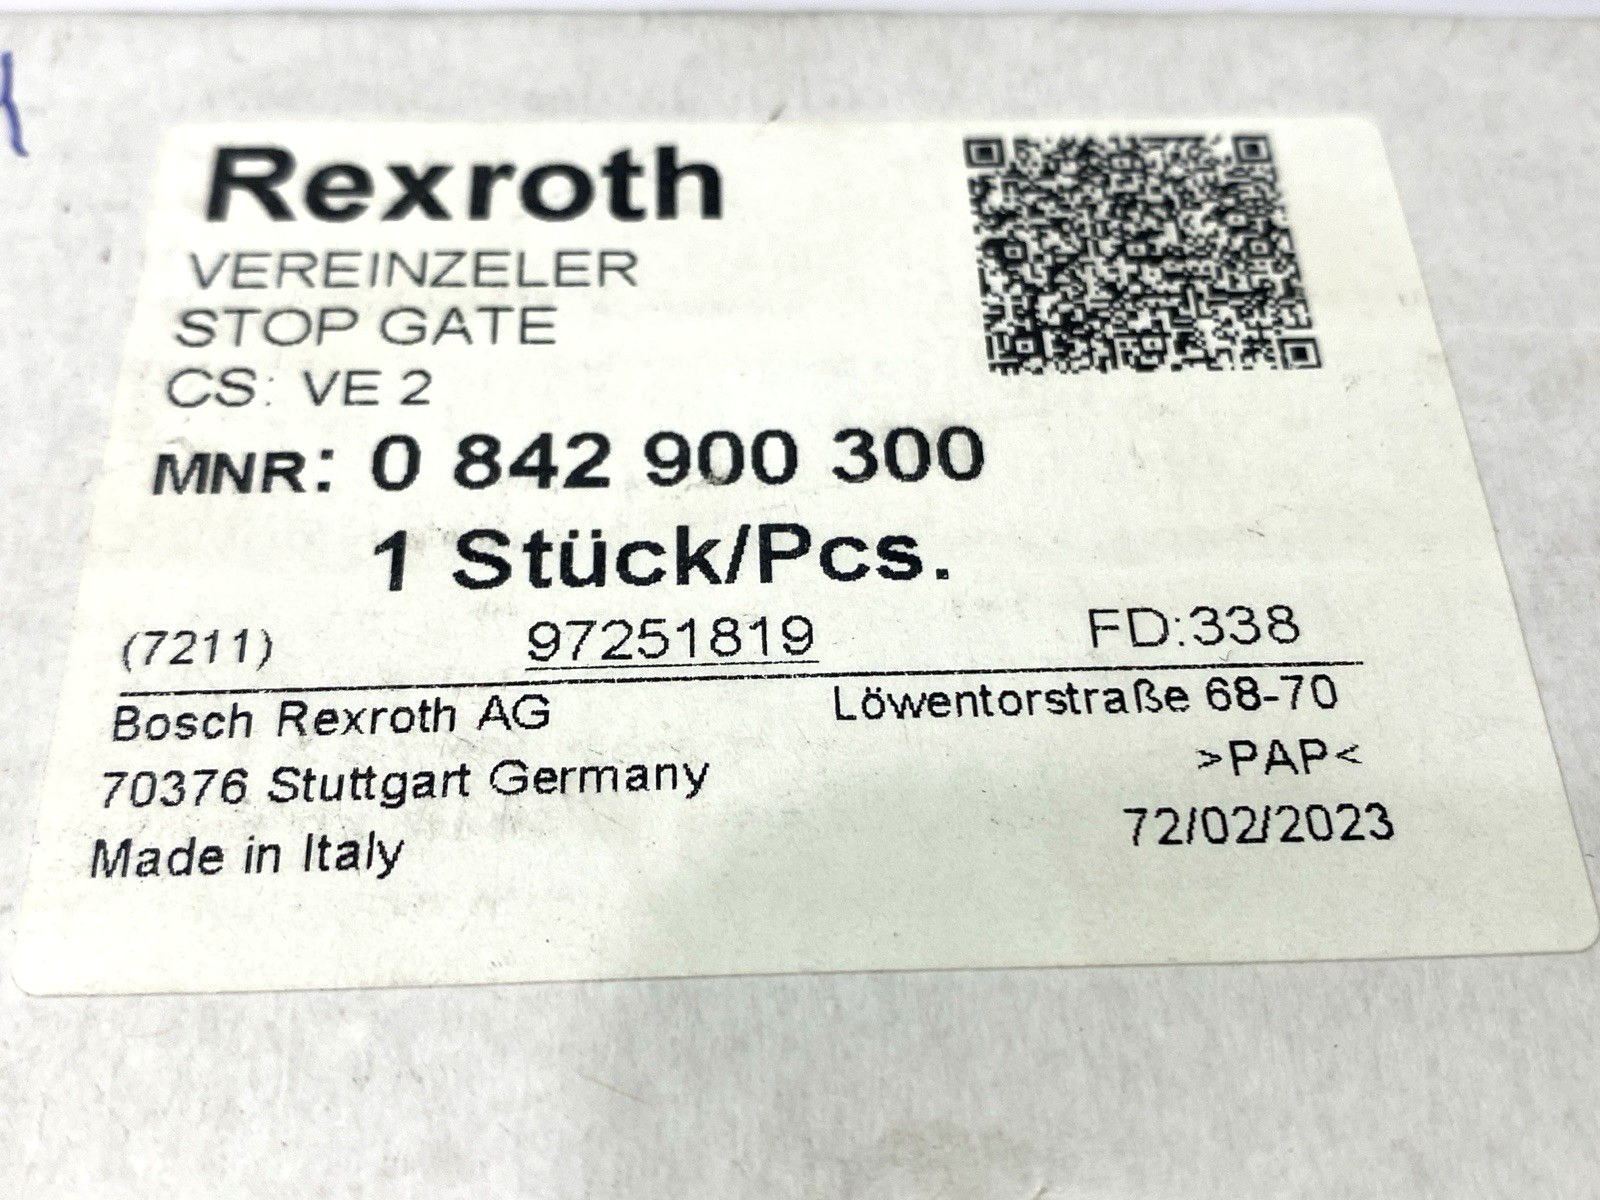 Rexroth
VEREINZELER
STOP GATE
CS: VE 2
MNR: 0 842 900 300
1 Stück/Pcs.
(7211) 97251819 FD:338
Bosch Rexroth AG Löwentorstraße 68-70
70376 Stuttgart Germany >PAP<
Made in Italy 72/02/2023